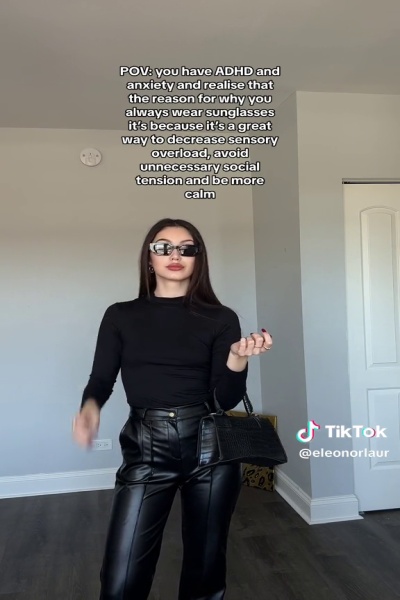 POV: you have ADHD and
anxiety and realise that
the reason for why you
always wear sunglasses
it's because it's a great
way to decrease sensory
overload, avoid
unnecessary social
tension and be more
calm
TikTok
@eleonorlaur